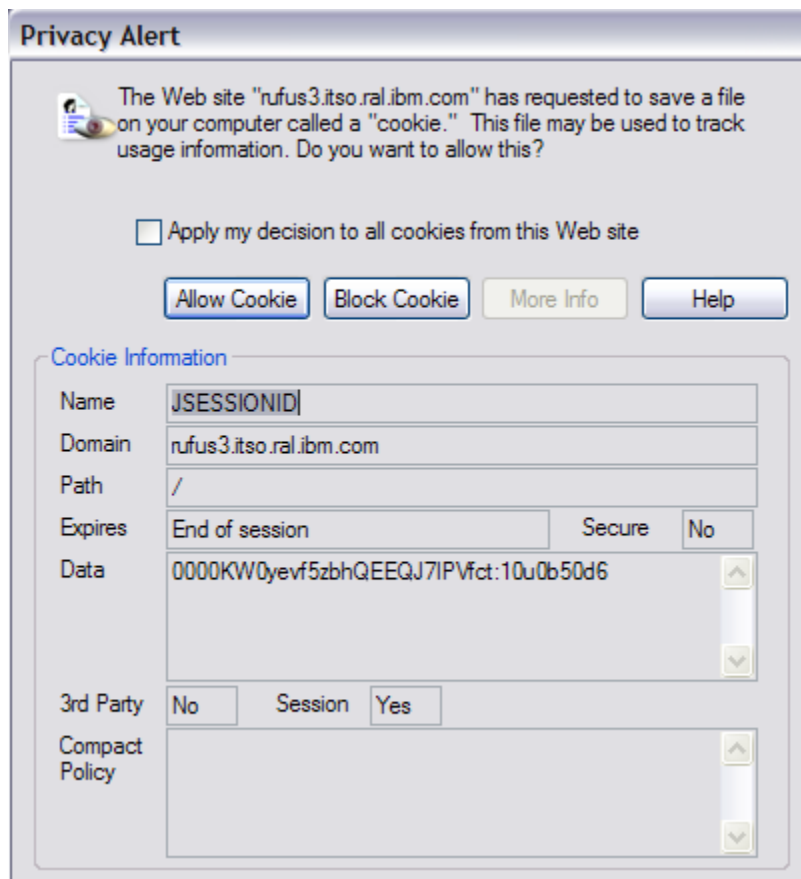 Privacy Alert
The Web site "rufus3.itso.ral.ibm.com" has requested to save a file
on your computer called a "cookie."  This file may be used to track
usage information. Do you want to allow this?
Apply my decision to all cookies from this Web site
Allow Cookie Block Cookie More Info Help
Cookie Information
Name JSESSIONID
Domain rufus3.itso.ral.ibm.com
Path /
Expires End of session Secure No
Data 0000KW0yevf5zbhQEEQJ7lPVfct:10u0b50d6
3rd Party No Session Yes
Compact
Policy